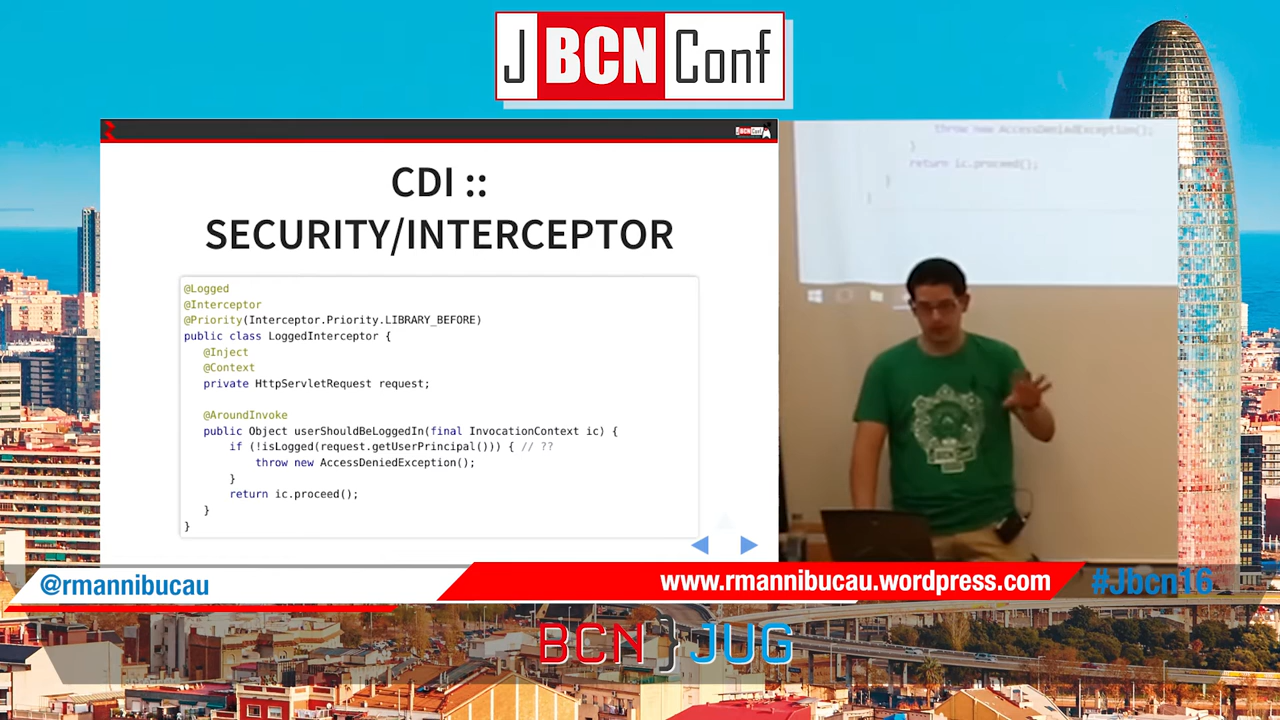 J BCN Conf
JBCNConf
CDI ::
SECURITY/INTERCEPTOR
@Logged
@Interceptor
@Priority(Interceptor.Priority.LIBRARY_BEFORE)
public class LoggedInterceptor {
@Inject
@Context
private HttpServletRequest request;
@AroundInvoke
public Object userShouldBeLoggedIn(final InvocationContext ic) {
if (!isLogged(request.getUserPrincipal())) { // ??
throw new AccessDeniedException();
}
return ic.proceed();
}
}
throw new AccessDeniedException();
}
return ic.proceed();
}
}
@rmannibucau
www.rmannibucau.wordpress.com
#Jbcn16
BCN } JUG